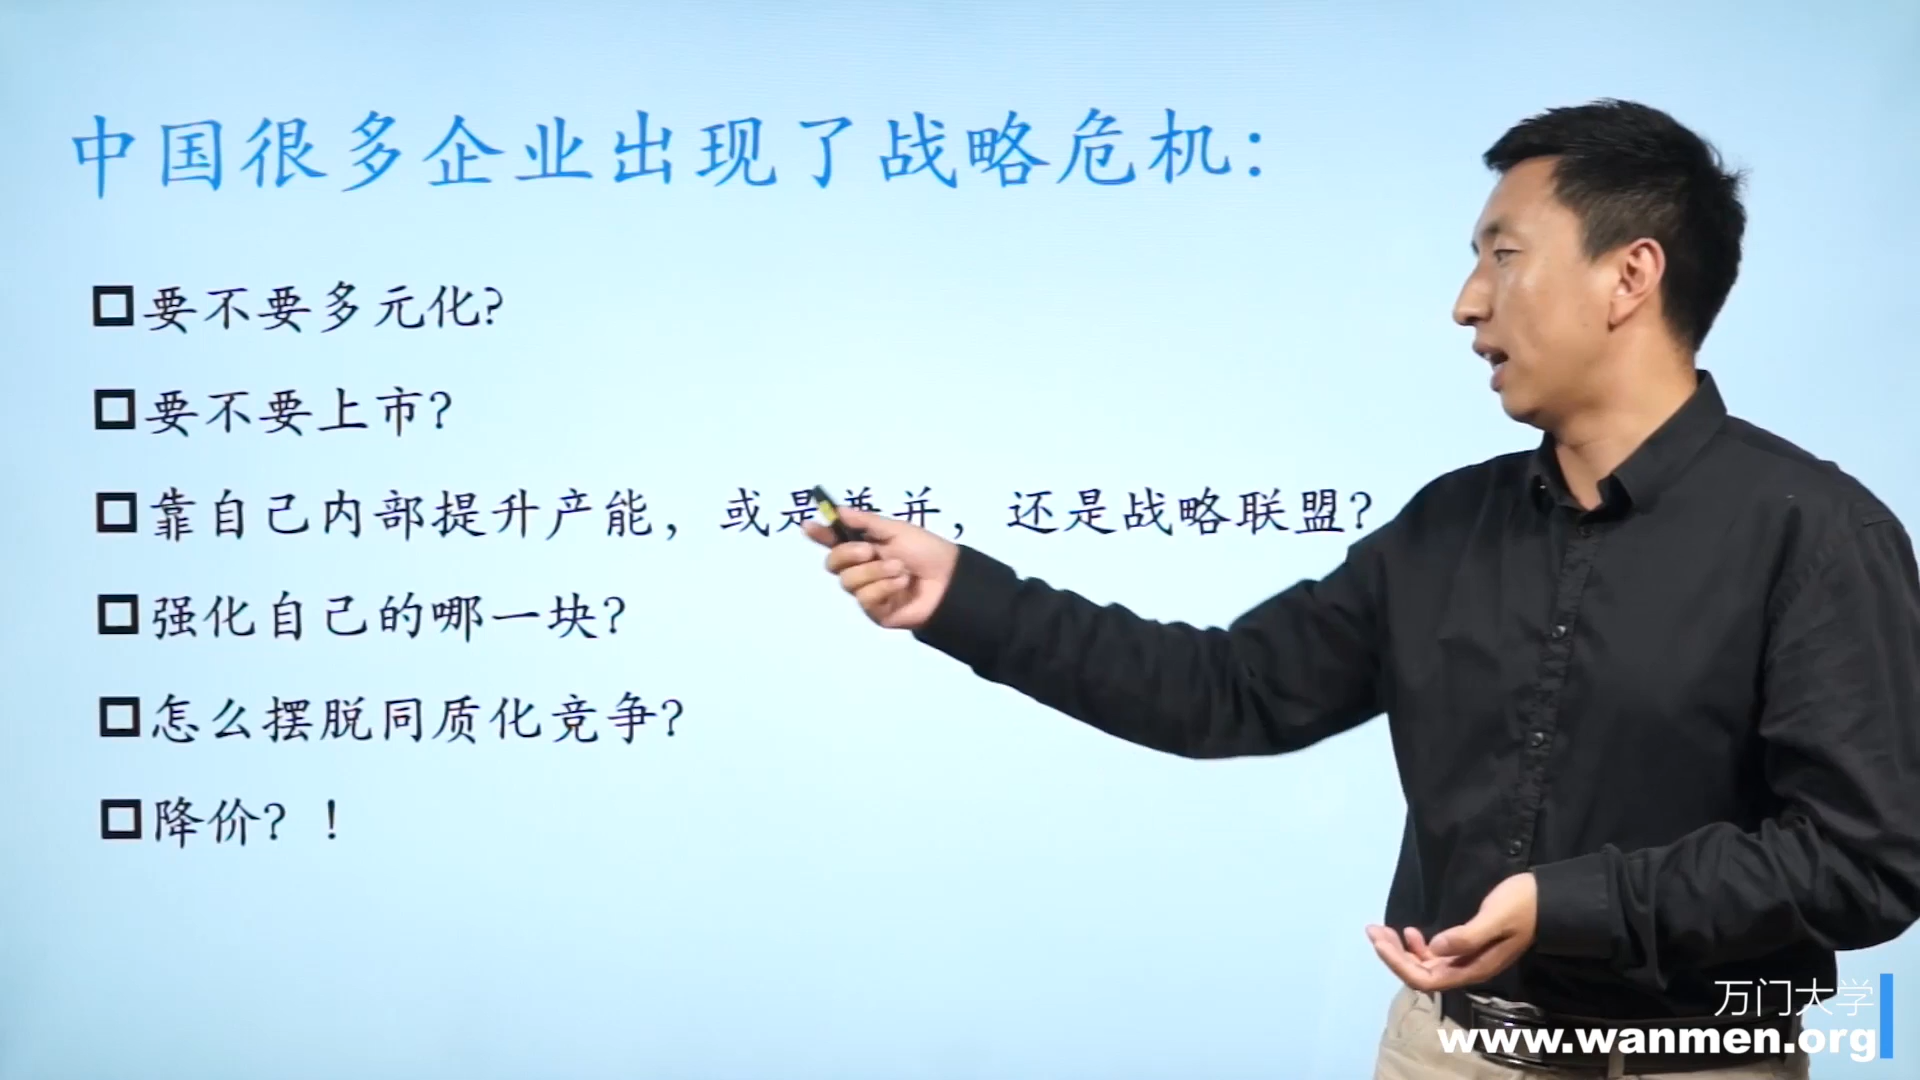 中国很多企业出现了战略危机：
要不要多元化?
要不要上市?
靠自己内部提升产能，或是兼并，还是战略联盟?
强化自己的哪一块?
怎么摆脱同质化竞争?
降价?！
万门大学
www.wanmen.org